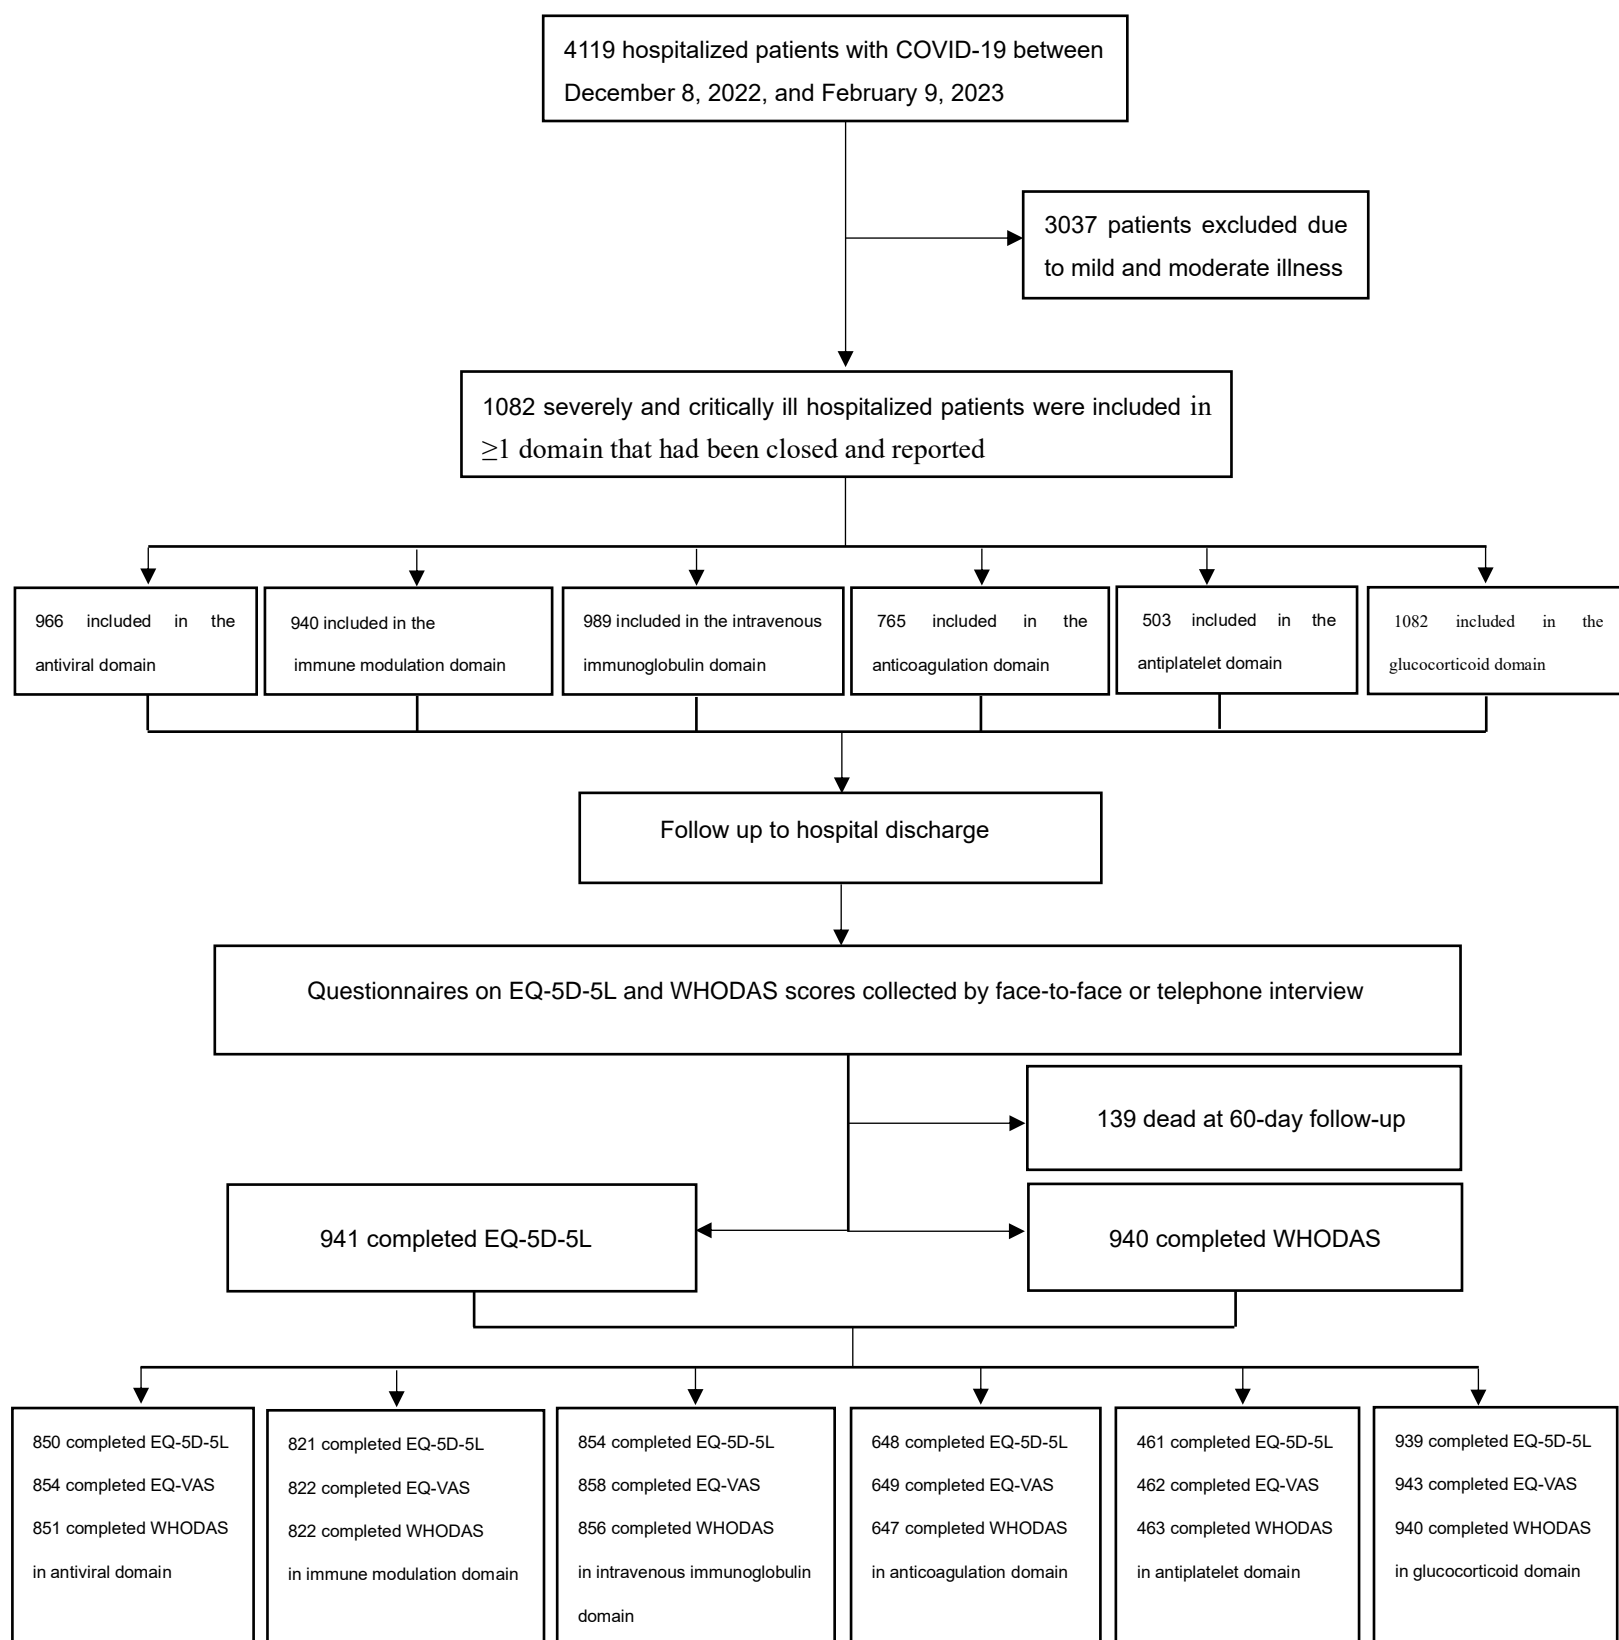 4119 hospitalized patients with COVID-19 between
December 8, 2022, and February 9, 2023
3037 patients excluded due
to mild and moderate illness
1082 severely and critically ill hospitalized patients were included in
≥1 domain that had been closed and reported
966 included in the
antiviral domain
940 included in the
immune modulation domain
989 included in the intravenous
immunoglobulin domain
765 included in the
anticoagulation domain
503 included in the
antiplatelet domain
1082 included in the
glucocorticoid domain
Follow up to hospital discharge
Questionnaires on EQ-5D-5L and WHODAS scores collected by face-to-face or telephone interview
139 dead at 60-day follow-up
941 completed EQ-5D-5L
940 completed WHODAS
850 completed EQ-5D-5L
854 completed EQ-VAS
851 completed WHODAS
in antiviral domain
821 completed EQ-5D-5L
822 completed EQ-VAS
822 completed WHODAS
in immune modulation domain
854 completed EQ-5D-5L
858 completed EQ-VAS
856 completed WHODAS
in intravenous immunoglobulin
domain
648 completed EQ-5D-5L
649 completed EQ-VAS
647 completed WHODAS
in anticoagulation domain
461 completed EQ-5D-5L
462 completed EQ-VAS
463 completed WHODAS
in antiplatelet domain
939 completed EQ-5D-5L
943 completed EQ-VAS
940 completed WHODAS
in glucocorticoid domain